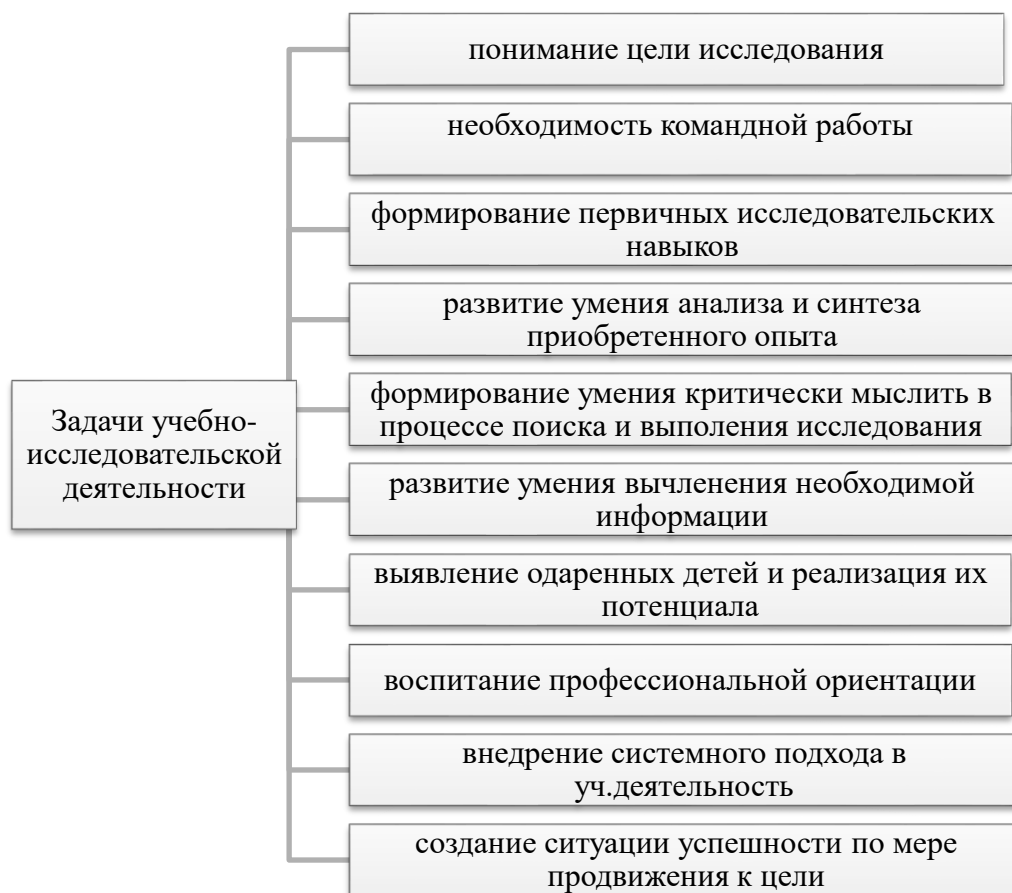 понимание цели исследования
необходимость командной работы
формирование первичных исследовательских
навыков
развитие умения анализа и синтеза
приобретенного опыта
Задачи учебно-
исследовательской
деятельности
формирование умения критически мыслить в
процессе поиска и выполения исследования
развитие умения вычленения необходимой
информации
выявление одаренных детей и реализация их
потенциала
воспитание профессиональной ориентации
внедрение системного подхода в
уч.деятельность
создание ситуации успешности по мере
продвижения к цели